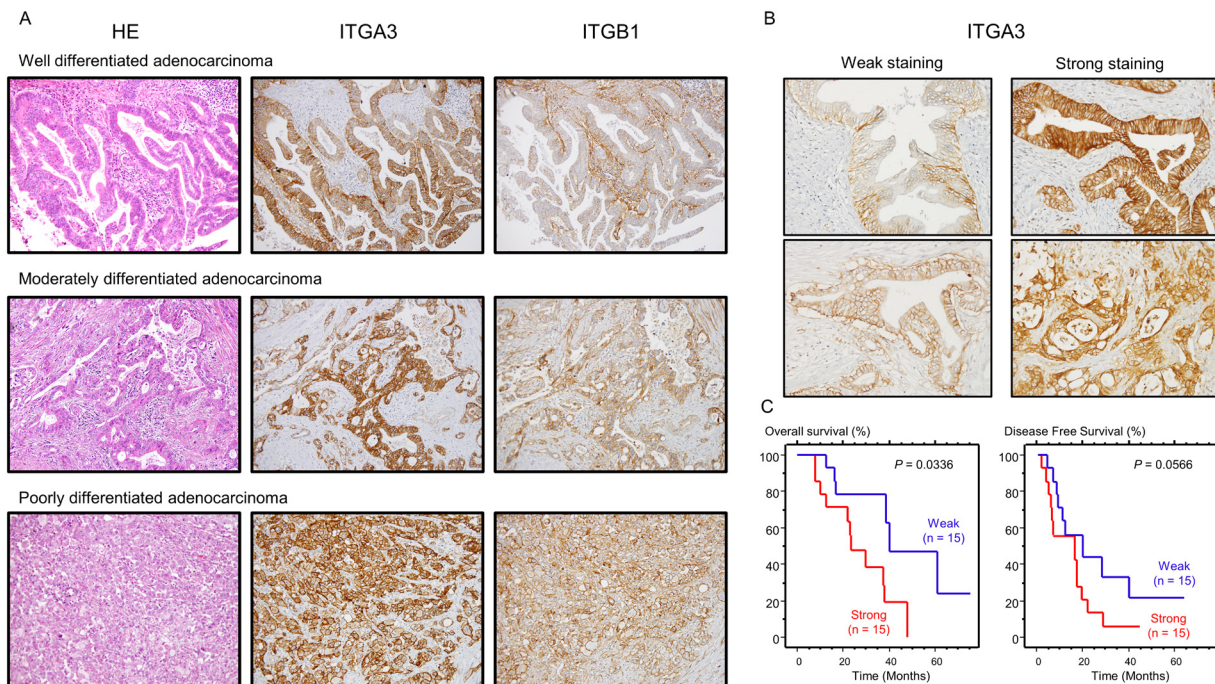 A
HE
ITGA3
ITGB1
Well differentiated adenocarcinoma
Moderately differentiated adenocarcinoma
Poorly differentiated adenocarcinoma
B
ITGA3
Weak staining
Strong staining
C
Overall survival (%)
P = 0.0336
100
80
60
40
20
0
Weak
(n = 15)
Strong
(n = 15)
0
20
40
60
Time (Months)
Disease Free Survival (%)
P = 0.0566
100
80
60
40
20
0
Weak
(n = 15)
Strong
(n = 15)
0
20
40
60
Time (Months)